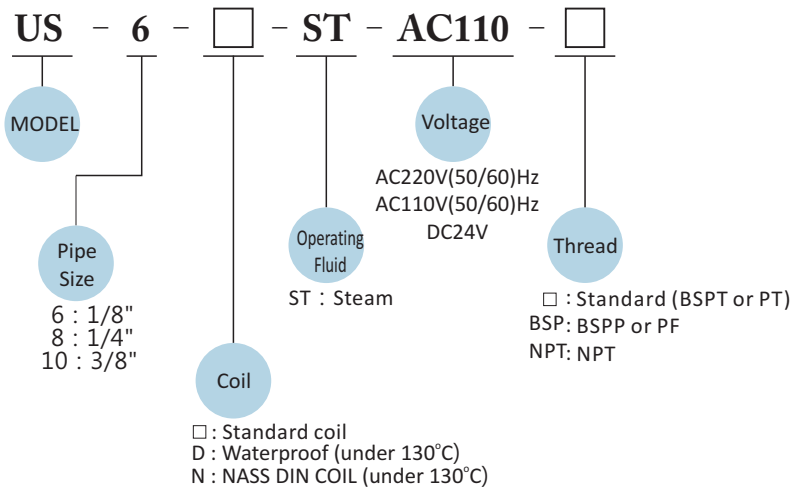 US - 6 - □ - ST - AC110 - □
MODEL
Pipe
Size
6 : 1/8"
8 : 1/4"
10 : 3/8"
Coil
□ : Standard coil
D : Waterproof (under 130°C)
N : NASS DIN COIL (under 130°C)
Operating
Fluid
ST : Steam
Voltage
AC220V(50/60)Hz
AC110V(50/60)Hz
DC24V
Thread
□ : Standard (BSPT or PT)
BSP: BSPP or PF
NPT: NPT